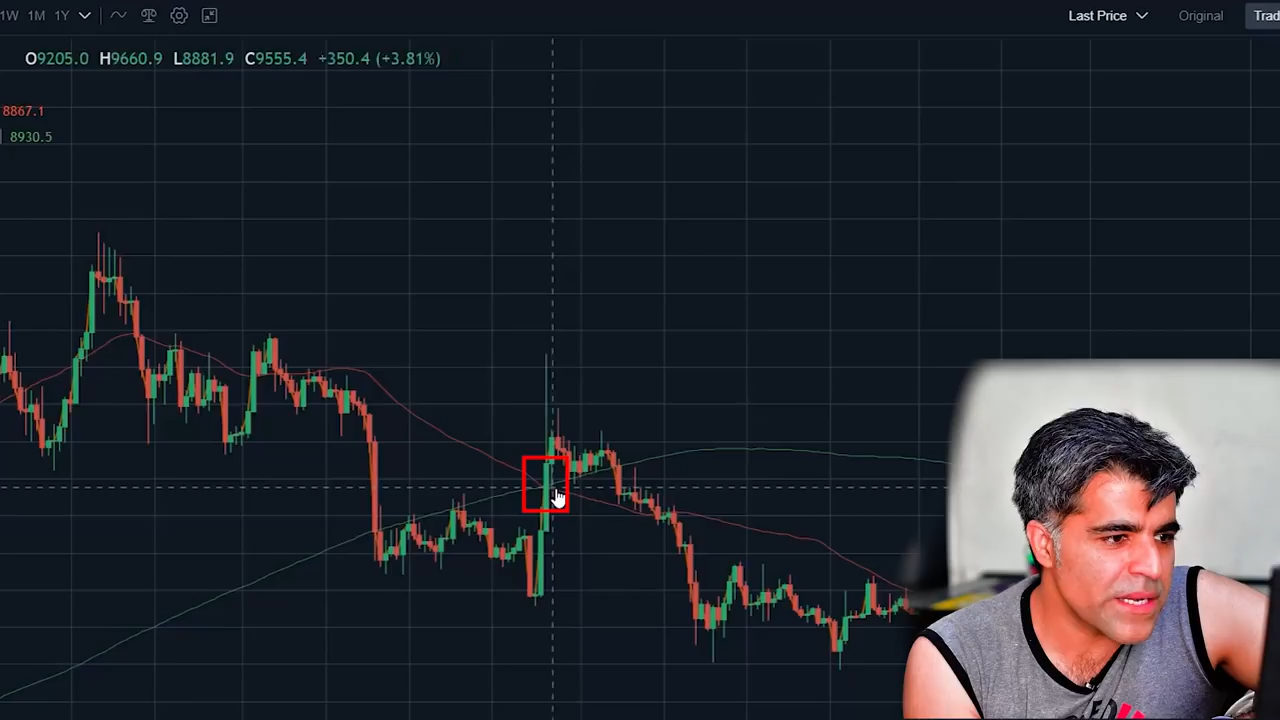 1W 1M 1Y
Last Price Original
O9205.0 H9660.9 L8881.9 C9555.4 +350.4 (+3.81%)
8867.1
8930.5